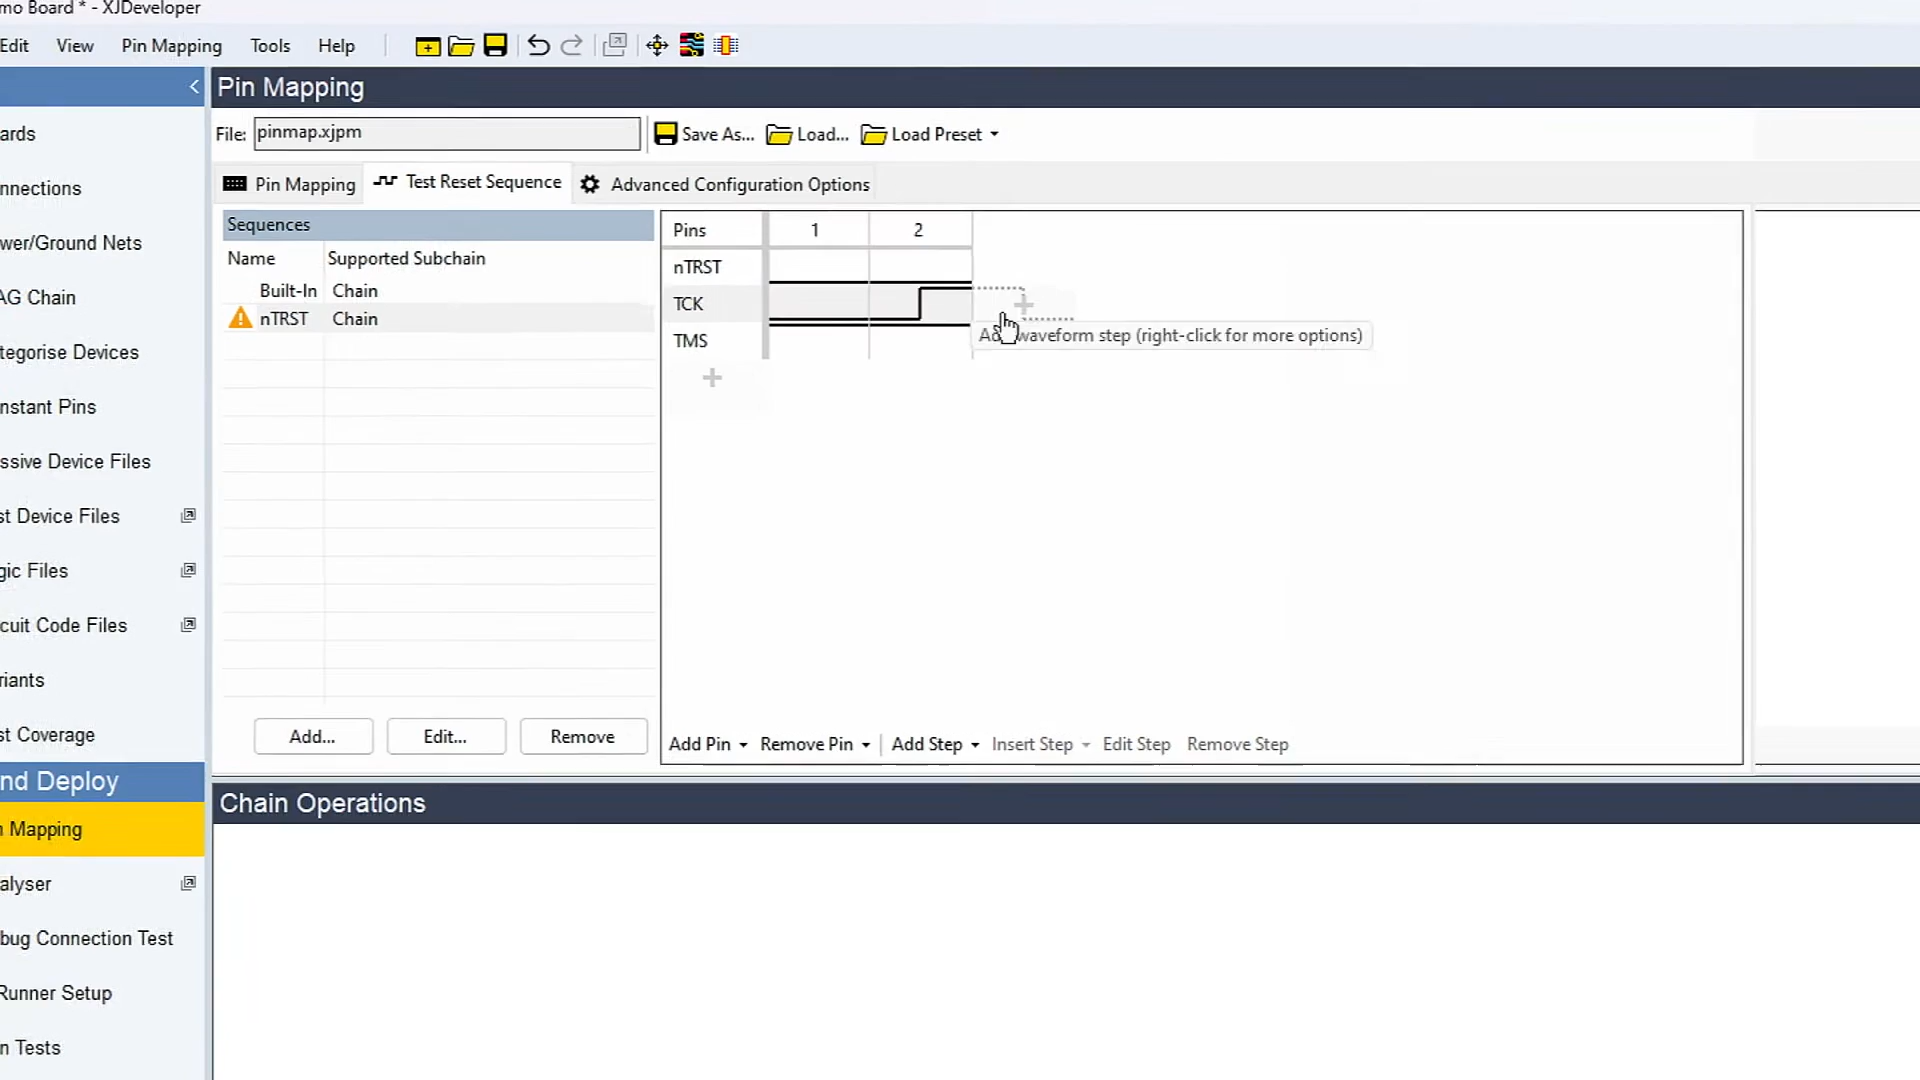 mo Board * - XJDeveloper
Edit View Pin Mapping Tools Help
Pin Mapping
ards
File: pinmap.xjpm Save As... Load... Load Preset
Pin Mapping Test Reset Sequence Advanced Configuration Options
nnections
Sequences
Name Supported Subchain
Built-In Chain
nTRST Chain
Pins 1 2
nTRST
TCK
TMS
Add waveform step (right-click for more options)
wer/Ground Nets
AG Chain
tegorise Devices
nstant Pins
ssive Device Files
st Device Files
gic Files
cuit Code Files
riants
st Coverage
Add... Edit... Remove
Add Pin Remove Pin Add Step Insert Step Edit Step Remove Step
nd Deploy
Chain Operations
n Mapping
alyser
bug Connection Test
Runner Setup
n Tests